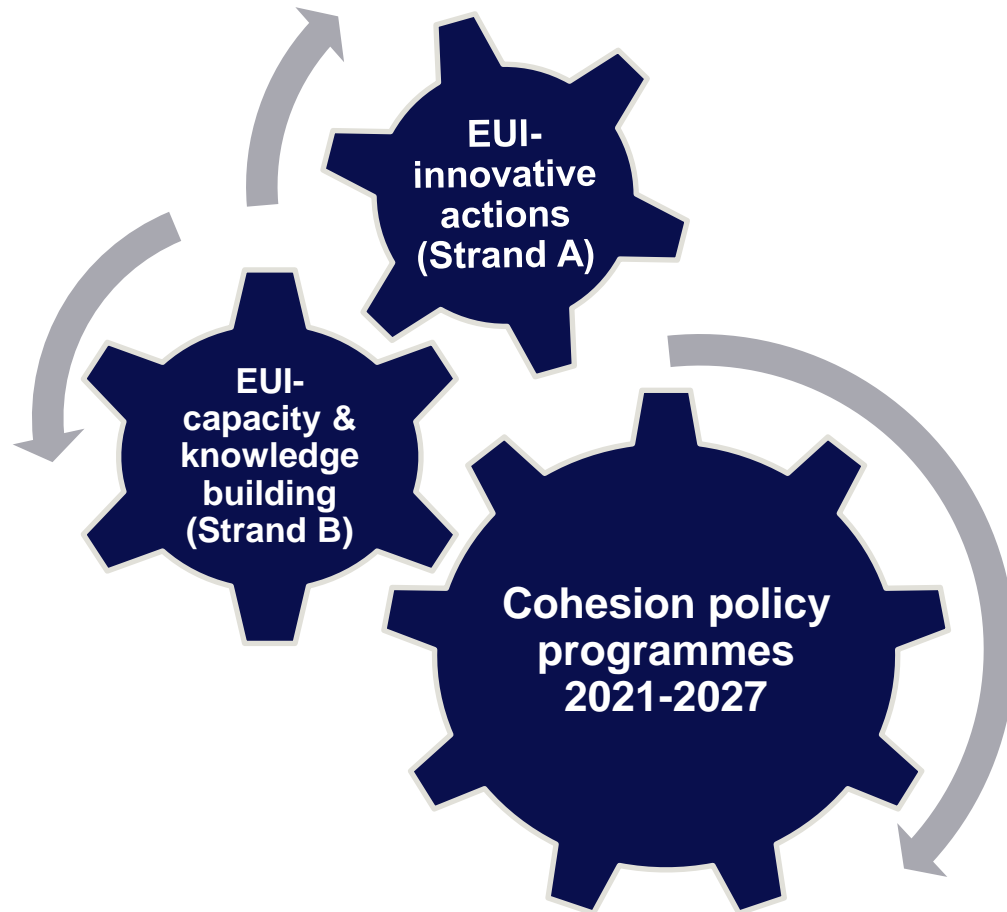 EUI-
innovative
actions
(Strand A)
EUI-
capacity &
knowledge
building
(Strand B)
Cohesion policy
programmes
2021-2027